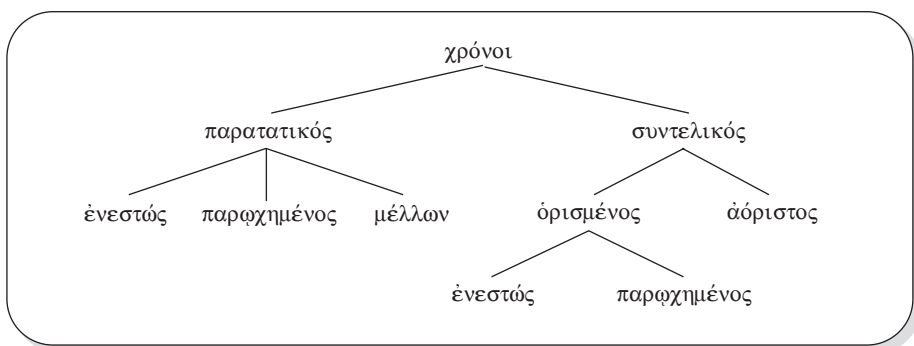 χρόνοι
παρατατικός συντελικός
ἐνεστώς παρῳχημένος μέλλων ὁρισμένος ἀόριστος
ἐνεστώς παρῳχημένος